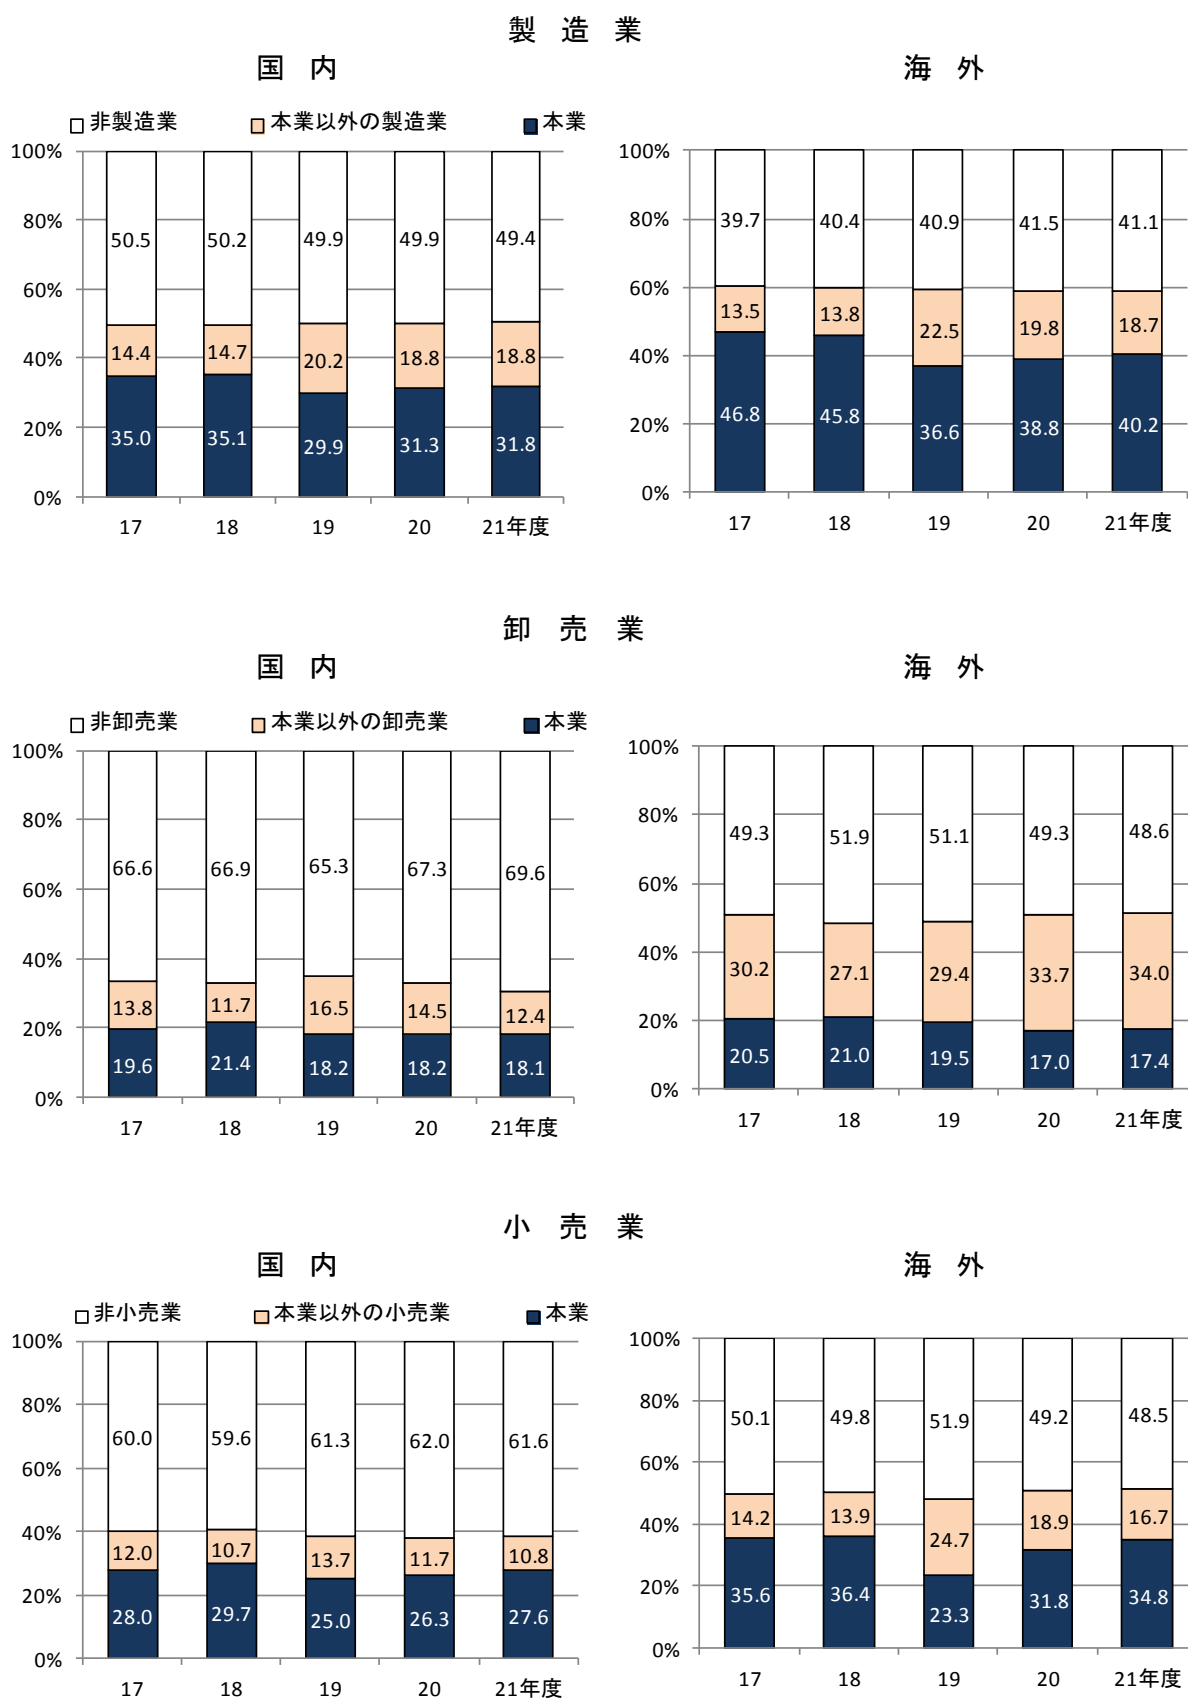 製 造 業
国 内
海 外
非製造業 本業以外の製造業 本業
100%
80%
60%
40%
20%
0%
50.5 50.2 49.9 49.9 49.4
14.4 14.7 20.2 18.8 18.8
35.0 35.1 29.9 31.3 31.8
17 18 19 20 21年度
100%
80%
60%
40%
20%
0%
39.7 40.4 40.9 41.5 41.1
13.5 13.8 22.5 19.8 18.7
46.8 45.8 36.6 38.8 40.2
17 18 19 20 21年度
卸 売 業
国 内
海 外
非卸売業 本業以外の卸売業 本業
100%
80%
60%
40%
20%
0%
66.6 66.9 65.3 67.3 69.6
13.8 11.7 16.5 14.5 12.4
19.6 21.4 18.2 18.2 18.1
17 18 19 20 21年度
100%
80%
60%
40%
20%
0%
49.3 51.9 51.1 49.3 48.6
30.2 27.1 29.4 33.7 34.0
20.5 21.0 19.5 17.0 17.4
17 18 19 20 21年度
小 売 業
国 内
海 外
非小売業 本業以外の小売業 本業
100%
80%
60%
40%
20%
0%
60.0 59.6 61.3 62.0 61.6
12.0 10.7 13.7 11.7 10.8
28.0 29.7 25.0 26.3 27.6
17 18 19 20 21年度
100%
80%
60%
40%
20%
0%
50.1 49.8 51.9 49.2 48.5
14.2 13.9 24.7 18.9 16.7
35.6 36.4 23.3 31.8 34.8
17 18 19 20 21年度